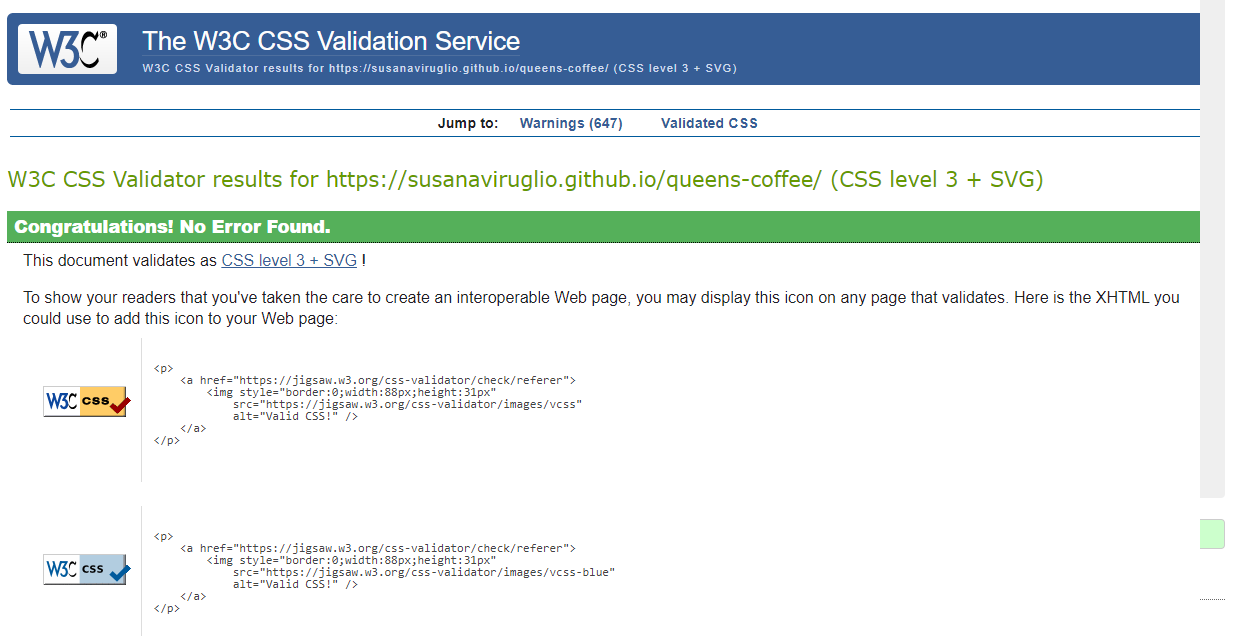 W3C®
The W3C CSS Validation Service
W3C CSS Validator results for https://susanaviruglio.github.io/queens-coffee/ (CSS level 3 + SVG)
Jump to: Warnings (647) Validated CSS
W3C CSS Validator results for https://susanaviruglio.github.io/queens-coffee/ (CSS level 3 + SVG)
Congratulations! No Error Found.
This document validates as CSS level 3 + SVG !
To show your readers that you've taken the care to create an interoperable Web page, you may display this icon on any page that validates. Here is the XHTML you
could use to add this icon to your Web page:
W3C css
<p>
<a href="https://jigsaw.w3.org/css-validator/check/referer">
<img style="border:0;width:88px;height:31px"
src="https://jigsaw.w3.org/css-validator/images/vcss"
alt="Valid CSS!" />
</a>
</p>
W3C css
<p>
<a href="https://jigsaw.w3.org/css-validator/check/referer">
<img style="border:0;width:88px;height:31px"
src="https://jigsaw.w3.org/css-validator/images/vcss-blue"
alt="Valid CSS!" />
</a>
</p>